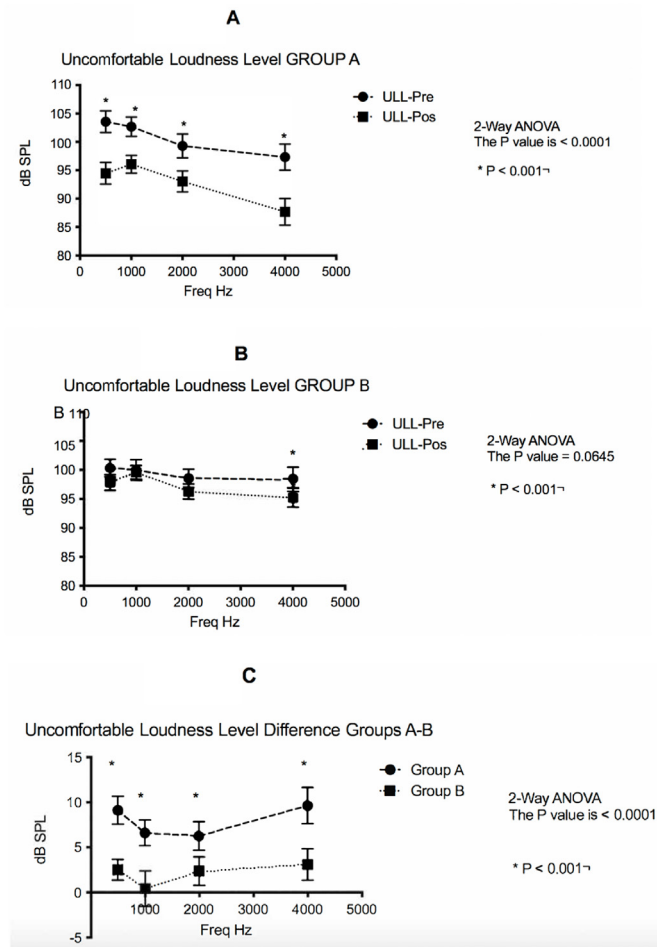 A
Uncomfortable Loudness Level GROUP A
110
105
100
95
90
85
80
dB SPL
* * * *
0 1000 2000 3000 4000 5000
Freq Hz
ULL-Pre
ULL-Pos
2-Way ANOVA
The P value is < 0.0001
* P < 0.001¬
B
Uncomfortable Loudness Level GROUP B
B 110
105
100
95
90
85
80
dB SPL
*
0 1000 2000 3000 4000 5000
Freq Hz
ULL-Pre
ULL-Pos
2-Way ANOVA
The P value = 0.0645
* P < 0.001¬
C
Uncomfortable Loudness Level Difference Groups A-B
15
10
5
0
-5
dB SPL
* * * *
1000 2000 3000 4000 5000
Freq Hz
Group A
Group B
2-Way ANOVA
The P value is < 0.0001
* P < 0.001¬